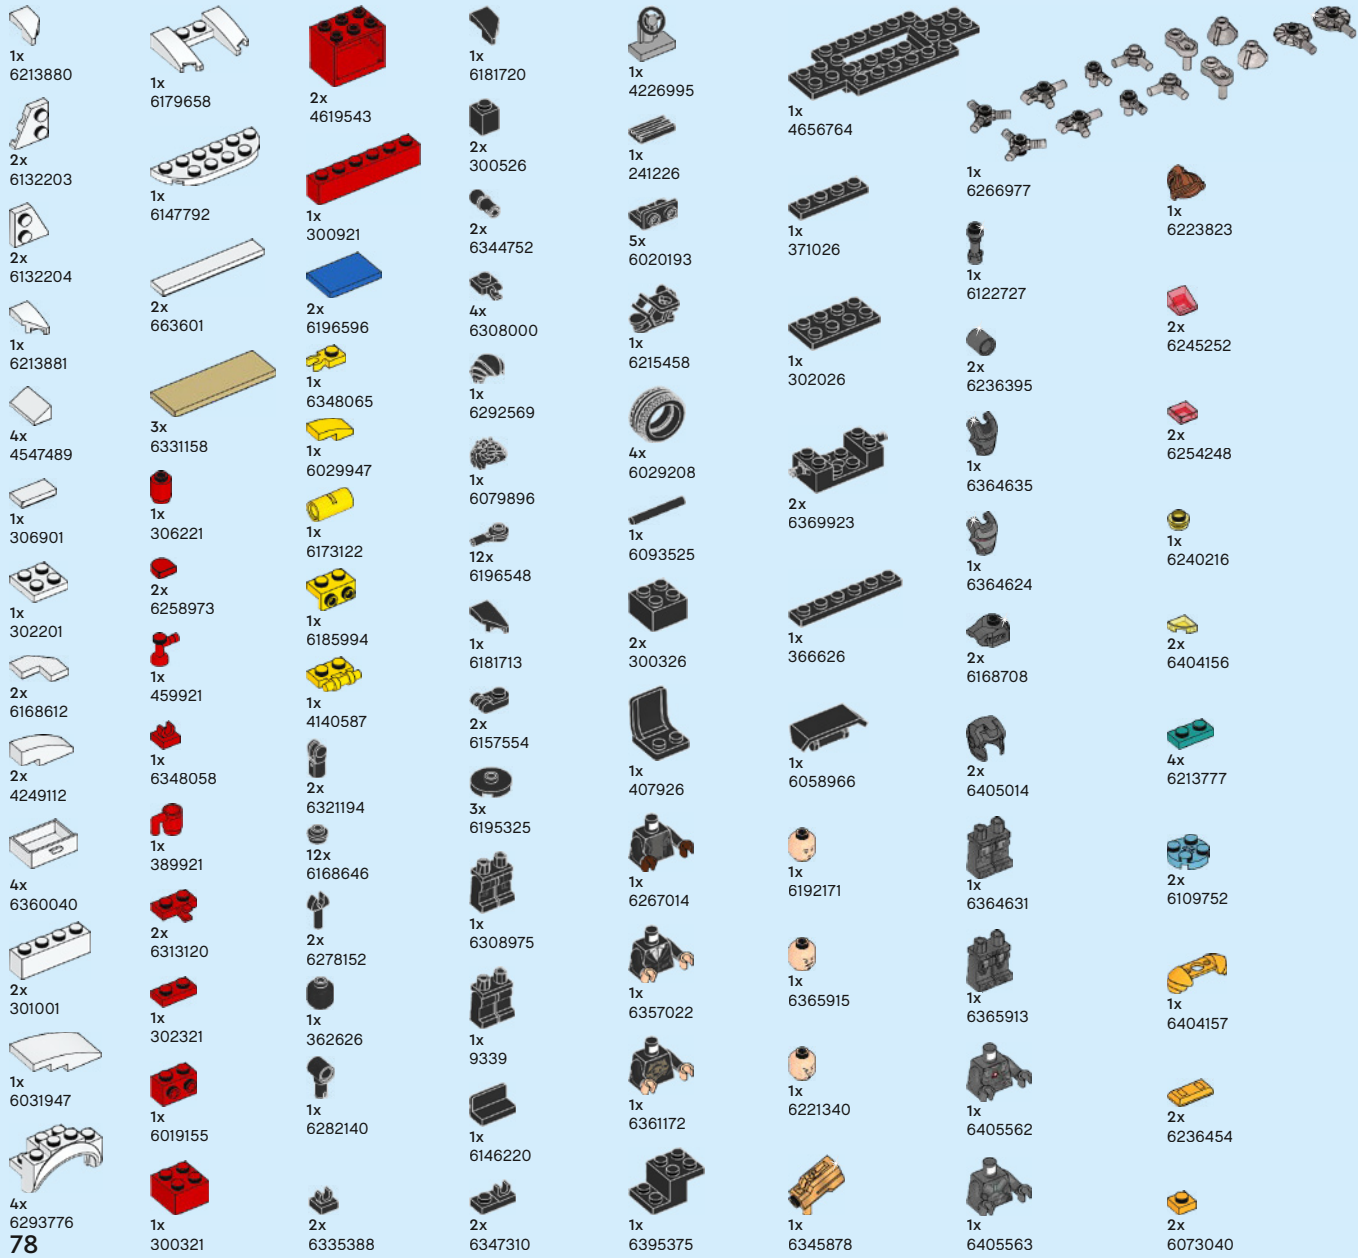 1x
6213880
2x
6132203
2x
6132204
1x
6213881
4x
4547489
1x
306901
1x
302201
2x
6168612
2x
4249112
4x
6360040
2x
301001
1x
6031947
4x
6293776
78
1x
6179658
1x
6147792
2x
663601
3x
6331158
1x
306221
2x
6258973
1x
459921
1x
6348058
1x
389921
2x
6313120
1x
302321
1x
6019155
1x
300321
2x
4619543
1x
300921
2x
6196596
1x
6348065
1x
6029947
1x
6173122
1x
6185994
1x
4140587
2x
6321194
12x
6168646
2x
6278152
1x
362626
1x
6282140
2x
6335388
1x
6181720
2x
300526
2x
6344752
4x
6308000
1x
6292569
1x
6079896
12x
6196548
1x
6181713
2x
6157554
3x
6195325
1x
6308975
1x
9339
1x
6146220
2x
6347310
1x
4226995
1x
241226
5x
6020193
1x
6215458
4x
6029208
1x
6093525
2x
300326
1x
407926
1x
6267014
1x
6357022
1x
6361172
1x
6395375
1x
4656764
1x
371026
1x
302026
2x
6369923
1x
366626
1x
6058966
1x
6192171
1x
6365915
1x
6221340
1x
6345878
1x
6266977
1x
6122727
2x
6236395
1x
6364635
1x
6364624
2x
6168708
2x
6405014
1x
6364631
1x
6365913
1x
6405562
1x
6405563
1x
6223823
2x
6245252
2x
6254248
1x
6240216
2x
6404156
4x
6213777
2x
6109752
1x
6404157
2x
6236454
2x
6073040